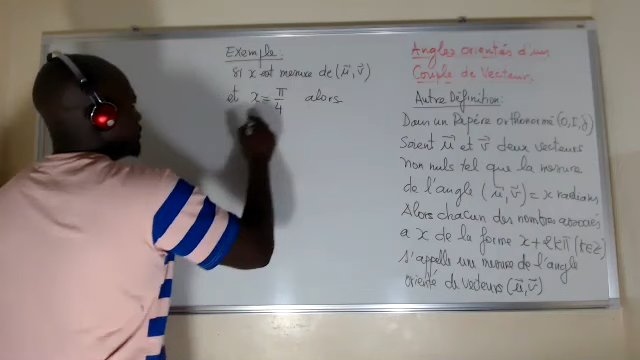 Exemple:
Si x est mesure de (u⃗, v⃗)
et x = π/4 alors
Angles orientés d'un
Couple de Vecteurs
Autre Définition:
Dans un Repère orthonormé (O, I, J)
Soient u⃗ et v⃗ deux vecteurs
non nuls tel que la mesure
de l'angle (u⃗, v⃗) = x radians
Alors chacun des nombres associés
a x de la forme x + 2kπ (k∈Z)
s'appelle une mesure de l'angle
orienté de vecteurs (u⃗, v⃗)